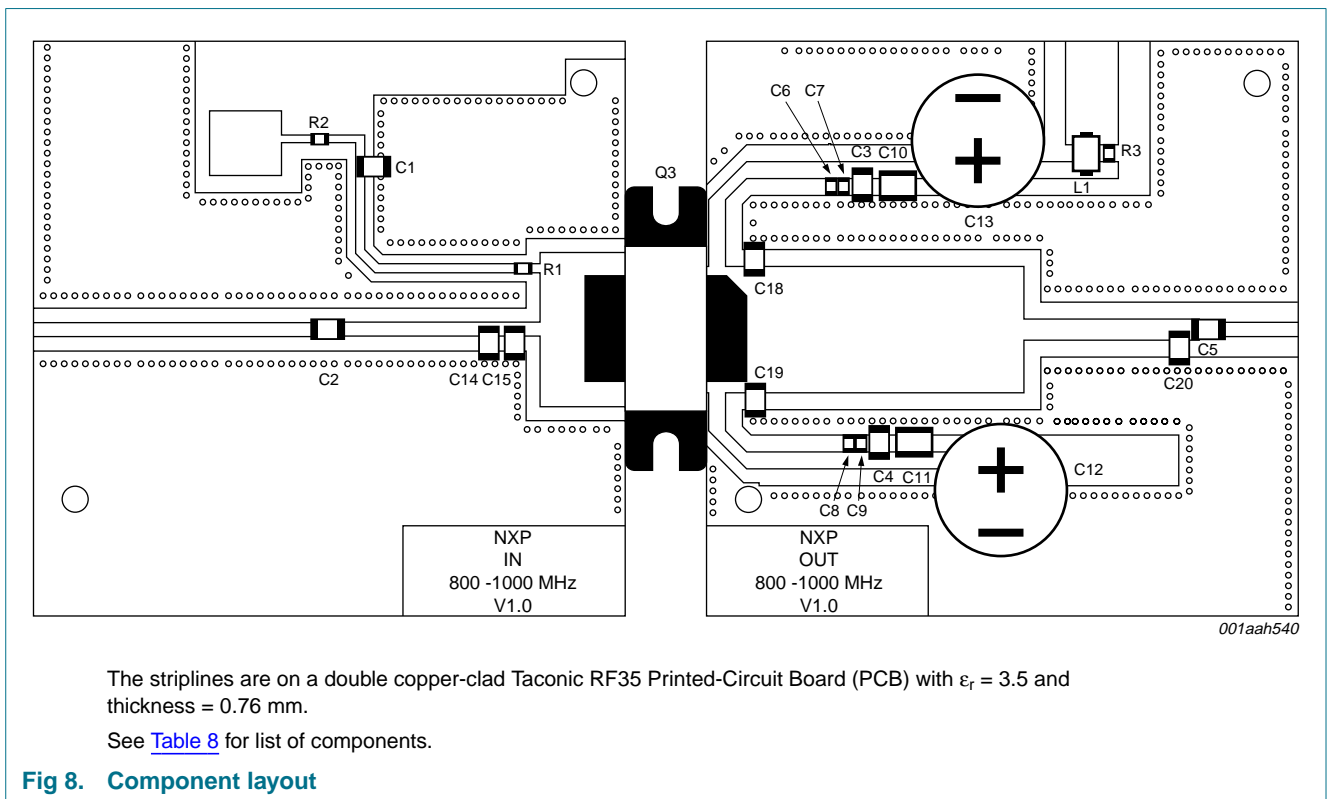 C6 C7
R2
C1
Q3
C3 C10
R3
L1
C13
R1
C18
C2
C14 C15
C5
C20
C19
C4 C11
C12
C8 C9
NXP
IN
800 -1000 MHz
V1.0
NXP
OUT
800 -1000 MHz
V1.0
001aah540
The striplines are on a double copper-clad Taconic RF35 Printed-Circuit Board (PCB) with εr = 3.5 and
thickness = 0.76 mm.
See Table 8 for list of components.
Fig 8. Component layout